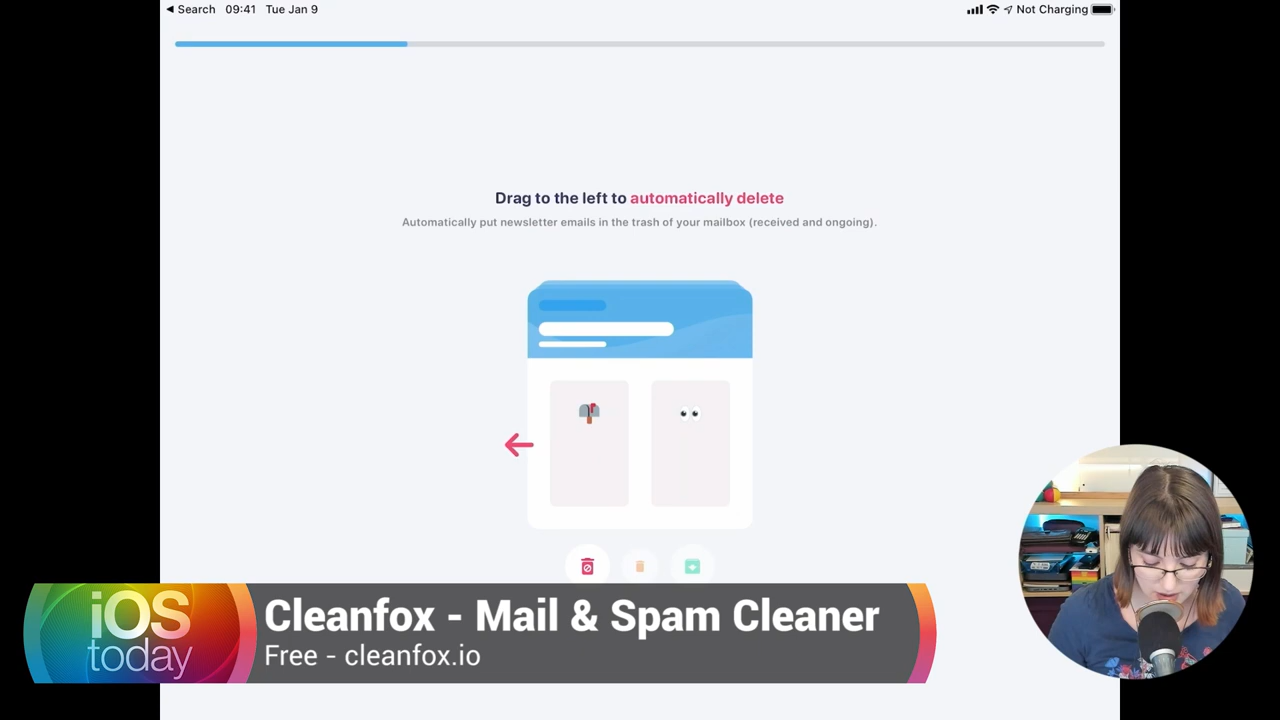 Search 09:41 Tue Jan 9 Not Charging
Drag to the left to automatically delete
Automatically put newsletter emails in the trash of your mailbox (received and ongoing).
iOS
today
Cleanfox - Mail & Spam Cleaner
Free - cleanfox.io